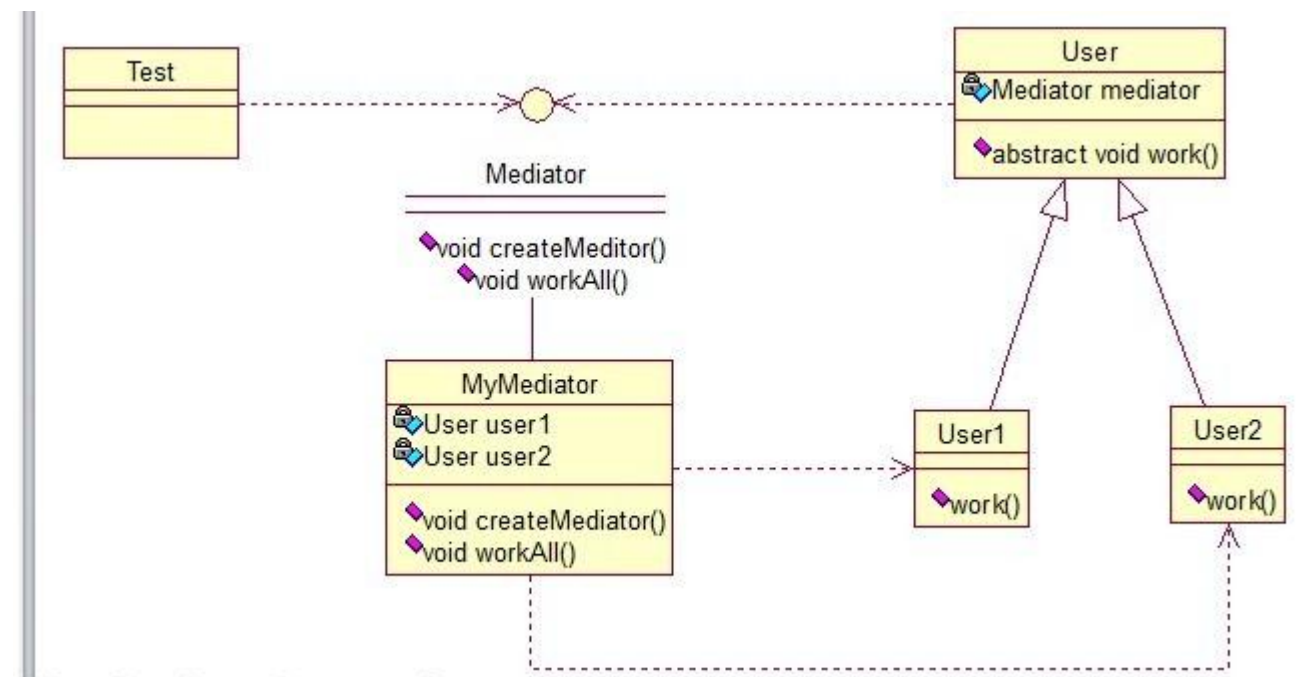 Test
User
Mediator mediator
abstract void work()
Mediator
void createMeditor()
void workAll()
MyMediator
User user1
User user2
void createMediator()
void workAll()
User1
work()
User2
work()